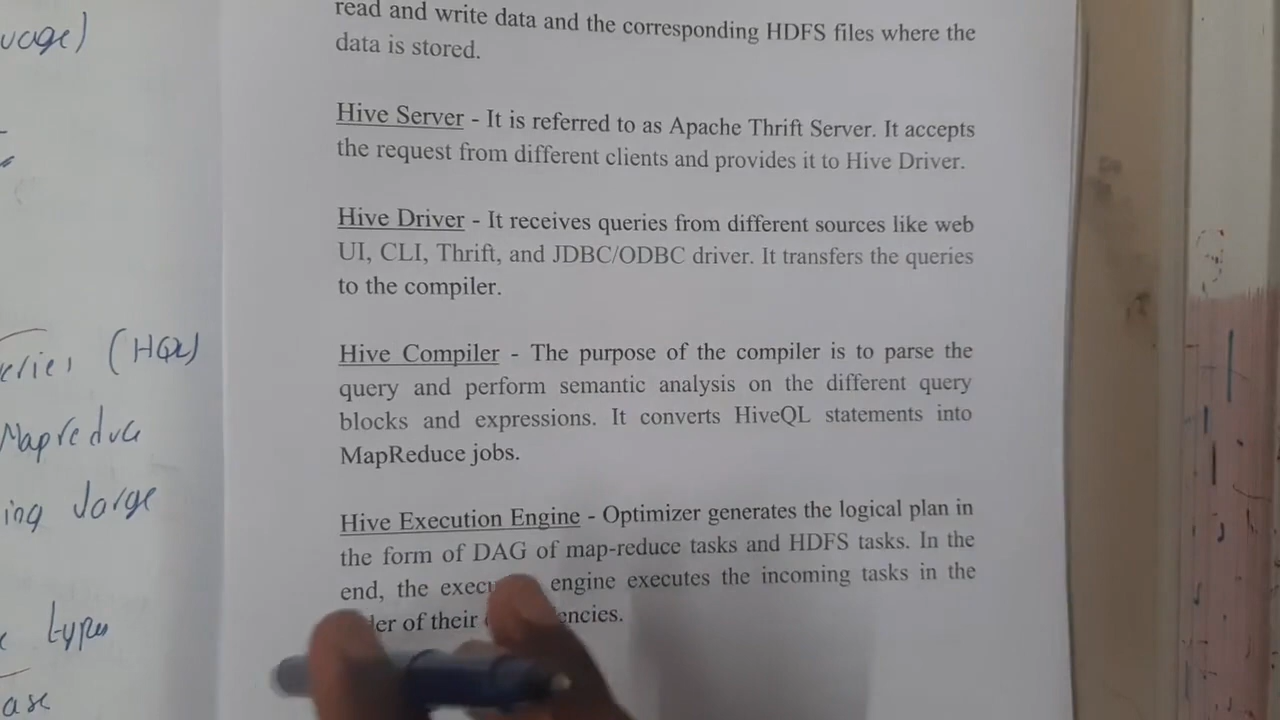 read and write data and the corresponding HDFS files where the
data is stored.
Hive Server - It is referred to as Apache Thrift Server. It accepts
the request from different clients and provides it to Hive Driver.
Hive Driver - It receives queries from different sources like web
UI, CLI, Thrift, and JDBC/ODBC driver. It transfers the queries
to the compiler.
Hive Compiler - The purpose of the compiler is to parse the
query and perform semantic analysis on the different query
blocks and expressions. It converts HiveQL statements into
MapReduce jobs.
Hive Execution Engine - Optimizer generates the logical plan in
the form of DAG of map-reduce tasks and HDFS tasks. In the
end, the engine executes the incoming tasks in the
of their
(HQL)
MapReduce
large
types